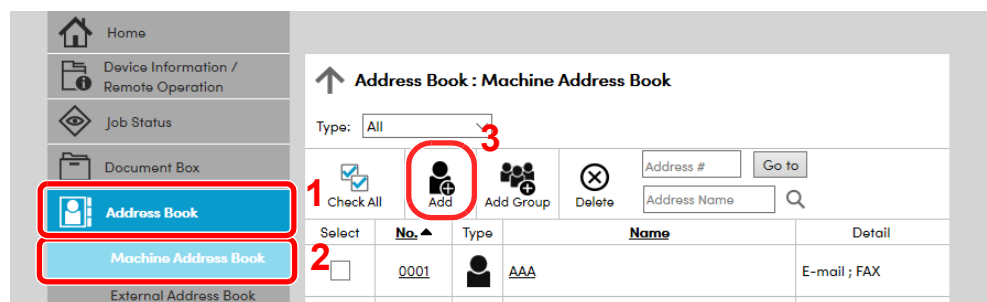 Home
Device Information /
Remote Operation
Job Status
Document Box
1
Address Book
2
Machine Address Book
External Address Book
Address Book : Machine Address Book
Type: All
3
Check All
Add
Add Group
Delete
Address # Go to
Address Name
Select No. Type Name Detail
0001 AAA E-mail ; FAX